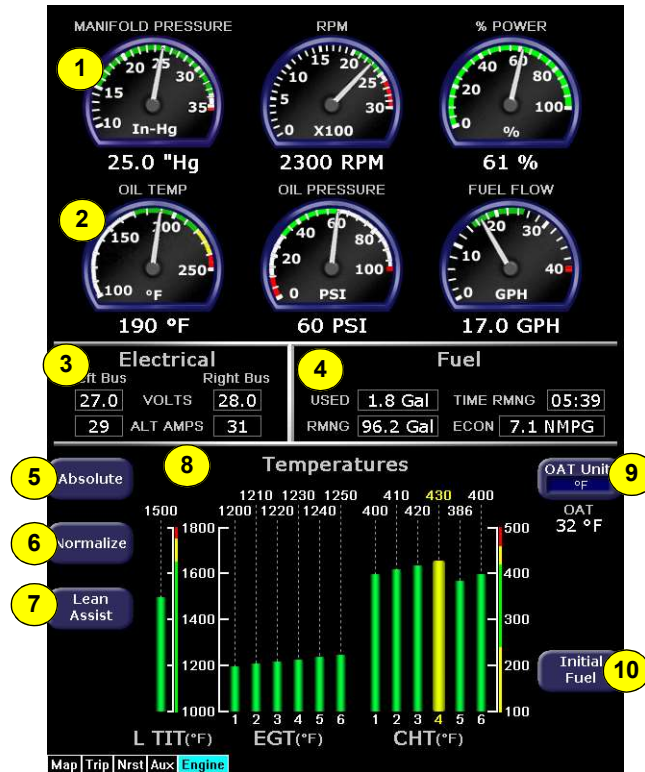 MANIFOLD PRESSURE RPM % POWER
1
10 15 20 25 30 35 In-Hg
0 5 10 15 20 25 30 X100
0 20 40 60 80 100 %
25.0 "Hg 2300 RPM 61 %
OIL TEMP OIL PRESSURE FUEL FLOW
2
100 150 200 250 °F
0 20 40 60 80 100 PSI
0 10 20 30 40 GPH
190 °F 60 PSI 17.0 GPH
3 Electrical
Left Bus Right Bus
27.0 VOLTS 28.0
29 ALT AMPS 31
4 Fuel
USED 1.8 Gal TIME RMNG 05:39
RMNG 96.2 Gal ECON 7.1 NMPG
8 Temperatures
5 Absolute
6 Normalize
7 Lean
Assist
1500
1210 1230 1250
1200 1220 1240
410 430 400
400 420 386
1800
1600
1400
1200
1000
500
400
300
200
100
1 2 3 4 5 6
1 2 3 4 5 6
L TIT(°F) EGT(°F) CHT(°F)
OAT Unit 9
°F
OAT
32 °F
Initial 10
Fuel
Map Trip Nrst Aux Engine